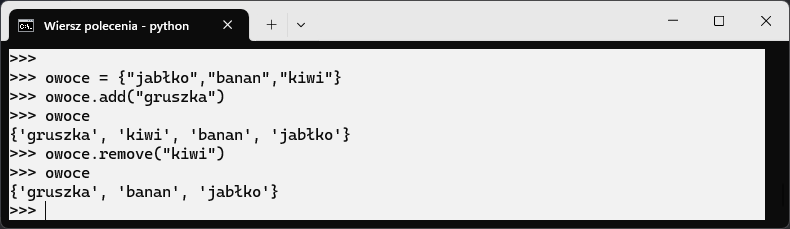 Wiersz polecenia - python
>>>
>>> owoce = {"jabłko","banan","kiwi"}
>>> owoce.add("gruszka")
>>> owoce
{'gruszka', 'kiwi', 'banan', 'jabłko'}
>>> owoce.remove("kiwi")
>>> owoce
{'gruszka', 'banan', 'jabłko'}
>>>